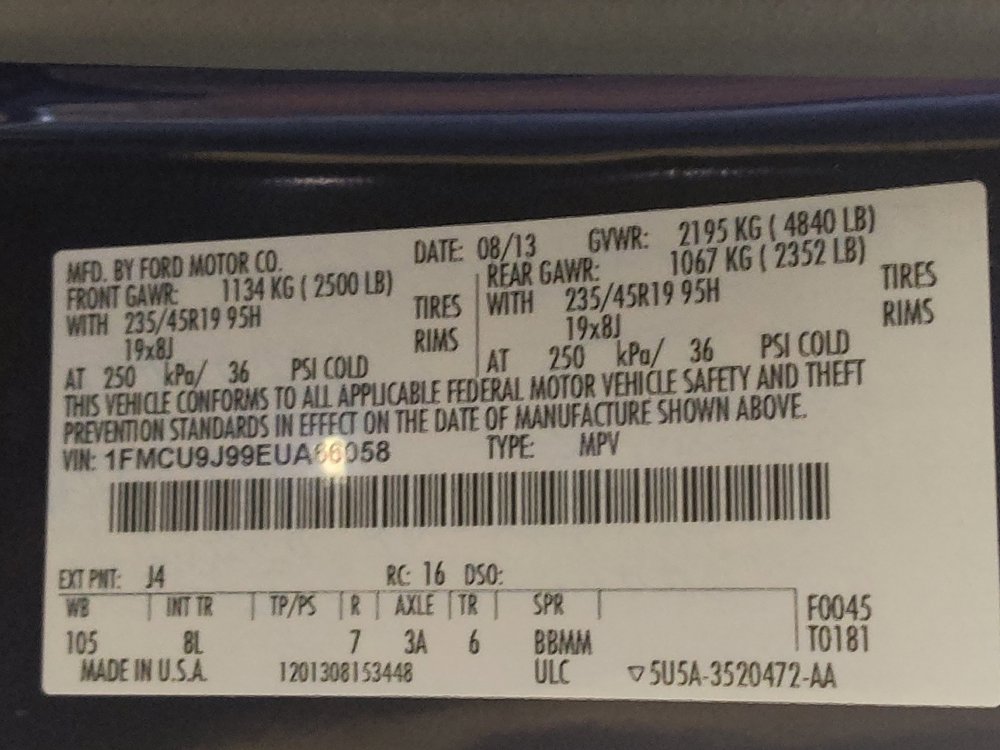 MFD. BY FORD MOTOR CO. DATE: 08/13 GVWR: 2195 KG ( 4840 LB)
FRONT GAWR: 1134 KG ( 2500 LB) REAR GAWR: 1067 KG ( 2352 LB)
WITH 235/45R19 95H TIRES WITH 235/45R19 95H TIRES
19x8J RIMS 19x8J RIMS
AT 250 kPa/ 36 PSI COLD AT 250 kPa/ 36 PSI COLD
THIS VEHICLE CONFORMS TO ALL APPLICABLE FEDERAL MOTOR VEHICLE SAFETY AND THEFT
PREVENTION STANDARDS IN EFFECT ON THE DATE OF MANUFACTURE SHOWN ABOVE.
VIN: 1FMCU9J99EUA66058 TYPE: MPV
EXT PNT: J4 RC: 16 DSO:
WB INT TR TP/PS R AXLE TR SPR F0045
105 8L 7 3A 6 BBMM T0181
MADE IN U.S.A. 1201308153448 ULC ▽5U5A-3520472-AA